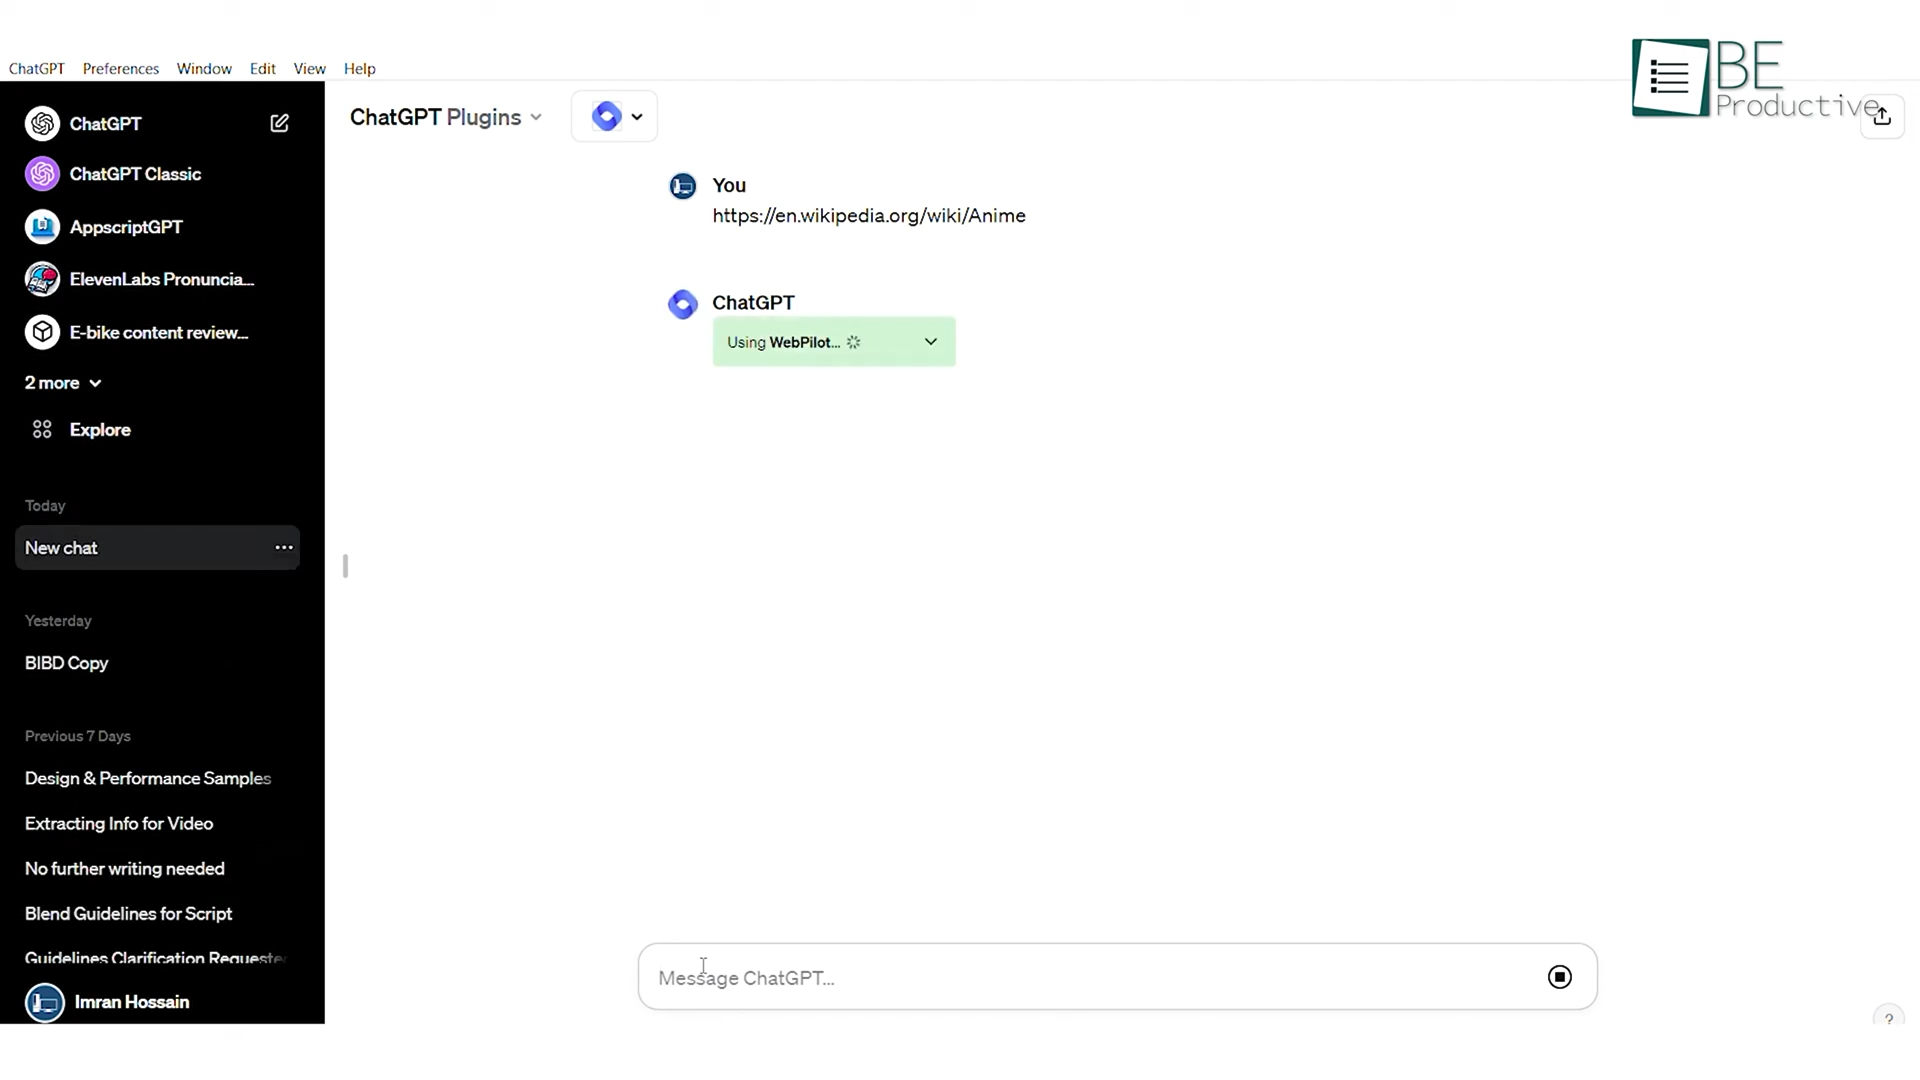 BE
Productive
ChatGPT Preferences Window Edit View Help
ChatGPT
ChatGPT Classic
AppscriptGPT
ElevenLabs Pronuncia...
E-bike content review...
2 more
Explore
Today
New chat
Yesterday
BIBD Copy
Previous 7 Days
Design & Performance Samples
Extracting Info for Video
No further writing needed
Blend Guidelines for Script
Guidelines Clarification Requeste
Imran Hossain
ChatGPT Plugins
You
https://en.wikipedia.org/wiki/Anime
ChatGPT
Using WebPilot...
Message ChatGPT...
?